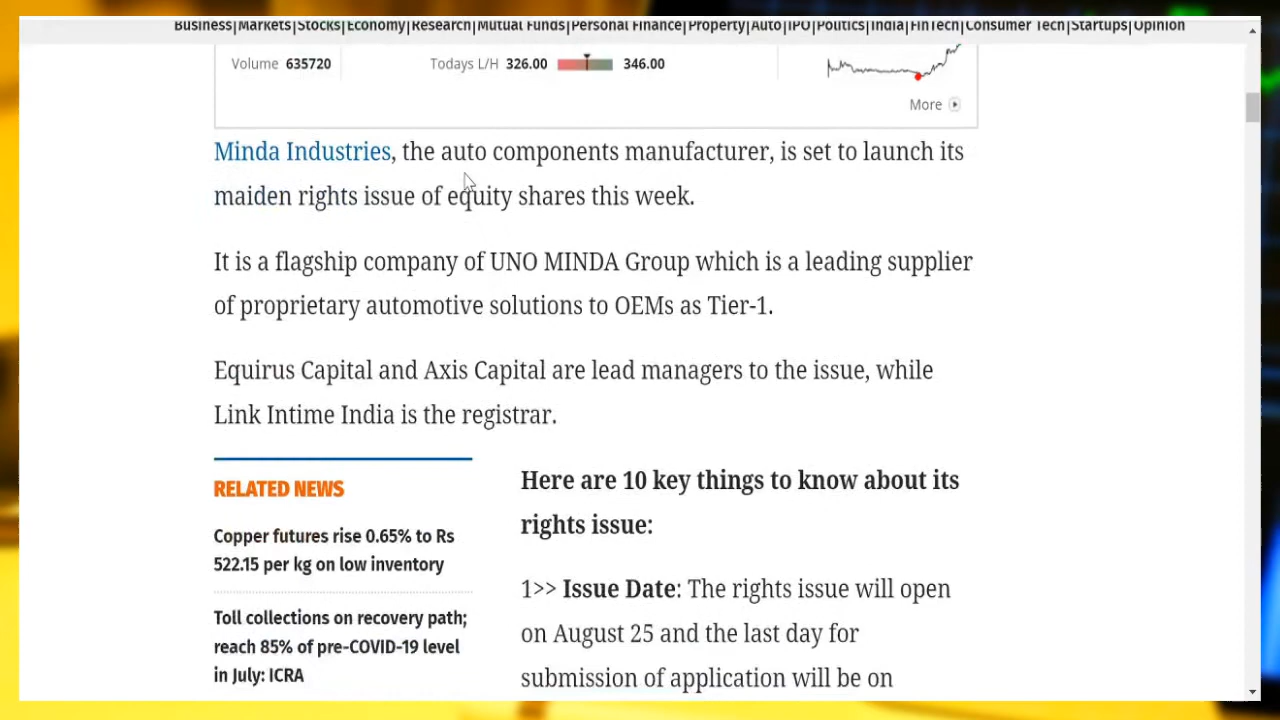 Business|Markets|Stocks|Economy|Research|Mutual Funds|Personal Finance|Property|Auto|IPO|Politics|India|FinTech|Consumer Tech|Startups|Opinion
Volume 635720 Todays L/H 326.00 346.00
More
Minda Industries, the auto components manufacturer, is set to launch its
maiden rights issue of equity shares this week.
It is a flagship company of UNO MINDA Group which is a leading supplier
of proprietary automotive solutions to OEMs as Tier-1.
Equirus Capital and Axis Capital are lead managers to the issue, while
Link Intime India is the registrar.
RELATED NEWS
Copper futures rise 0.65% to Rs
522.15 per kg on low inventory
Toll collections on recovery path;
reach 85% of pre-COVID-19 level
in July: ICRA
Here are 10 key things to know about its
rights issue:
1>> Issue Date: The rights issue will open
on August 25 and the last day for
submission of application will be on